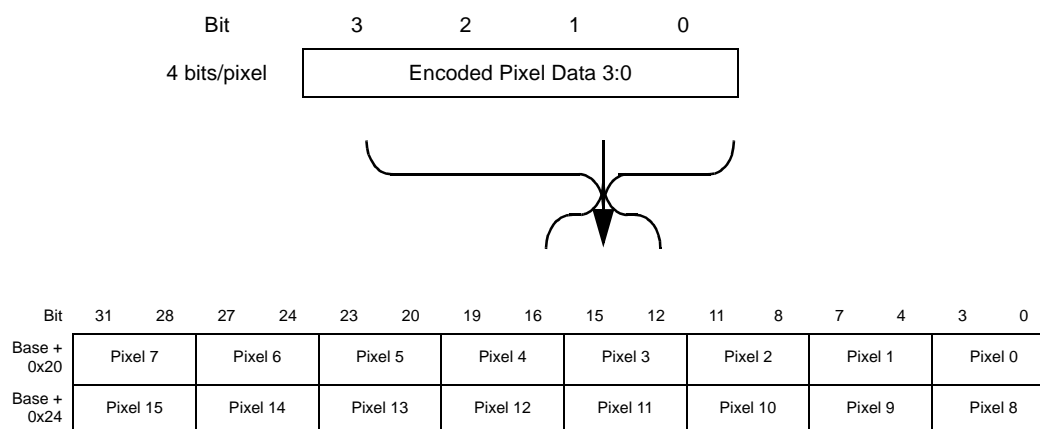 Bit 3 2 1 0
4 bits/pixel Encoded Pixel Data 3:0
Bit 31 28 27 24 23 20 19 16 15 12 11 8 7 4 3 0
Base +
0x20
Pixel 7 Pixel 6 Pixel 5 Pixel 4 Pixel 3 Pixel 2 Pixel 1 Pixel 0
Base +
0x24
Pixel 15 Pixel 14 Pixel 13 Pixel 12 Pixel 11 Pixel 10 Pixel 9 Pixel 8